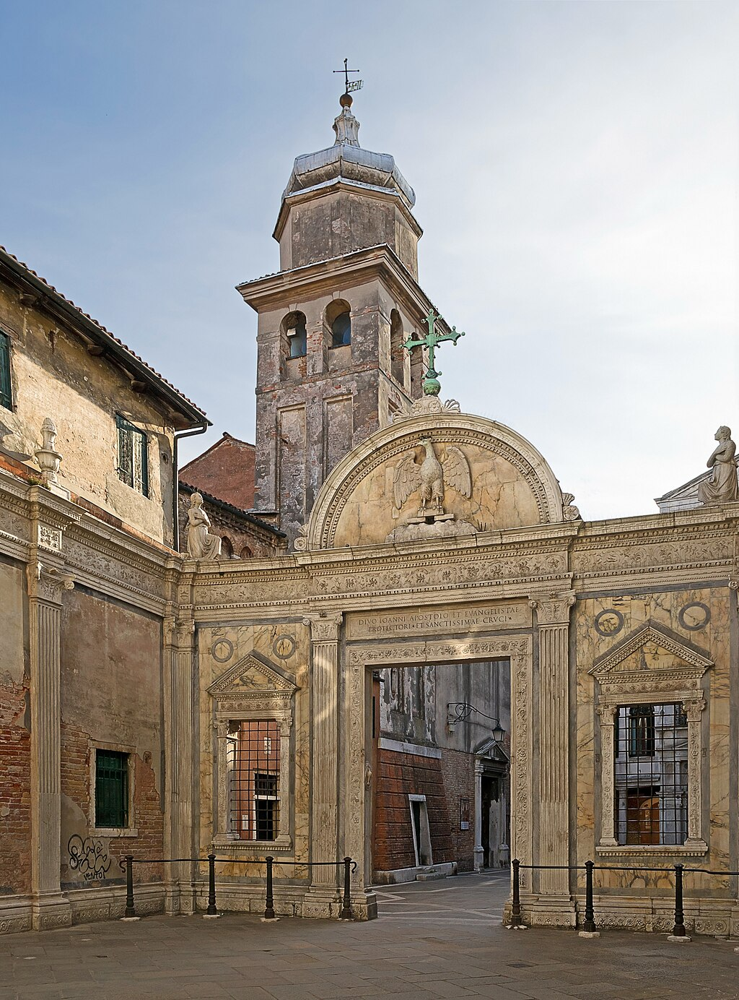 DIVO IOANNI APOSTOLO ET EVANGELISTAE
PROTECTORI • ET SANCTISSIMAE CRVCI •